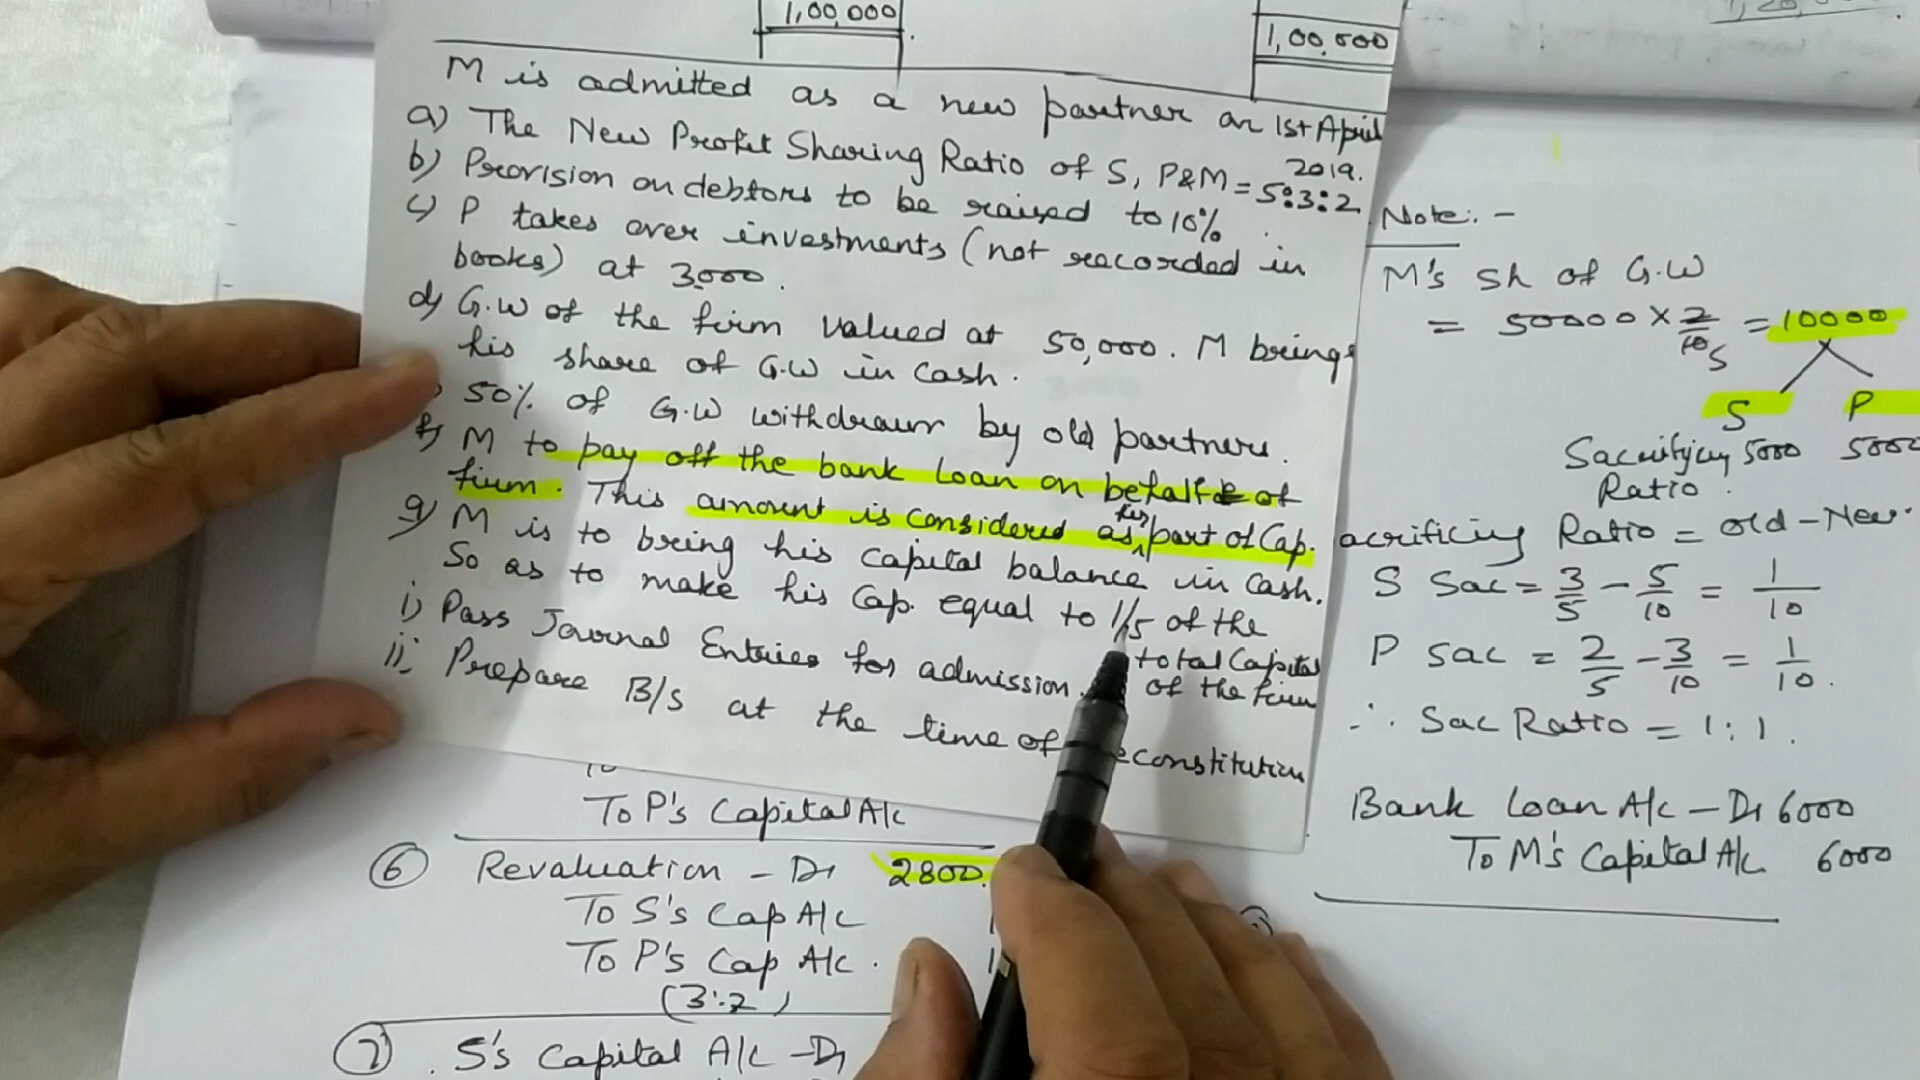 1,00,000
1,00,000
M is admitted as a new partner on 1st April 2019.
a) The New Profit Sharing Ratio of S, P&M = 5:3:2
b) Provision on debtors to be raised to 10%.
c) P takes over investments (not recorded in
books) at 3000.
d) G.W of the firm valued at 50,000. M brings
his share of G.W in cash.
50% of G.W withdrawn by old partners.
f) M to pay off the bank loan on behalf of
firm. This amount is considered as his part of Cap.
g) M is to bring his capital balance in cash.
So as to make his Cap. equal to 1/5 of the
total Capital
of the firm
i) Pass Journal Entries for admission.
ii) Prepare B/S at the time of reconstitution
To P's Capital A/c
6 Revaluation - Dr 2800
To S's Cap A/c
To P's Cap A/c.
(3:2)
7 S's Capital A/c - Dr
Note:-
M's Sh of G.W
= 50000 × 2/10 = 10000
5
S P
Sacrificing 5000 5000
Ratio.
acrificing Ratio = Old - New.
S Sac = 3/5 - 5/10 = 1/10
P Sac = 2/5 - 3/10 = 1/10.
∴ Sac Ratio = 1:1.
Bank Loan A/c - Dr 6000
To M's Capital A/c 6000